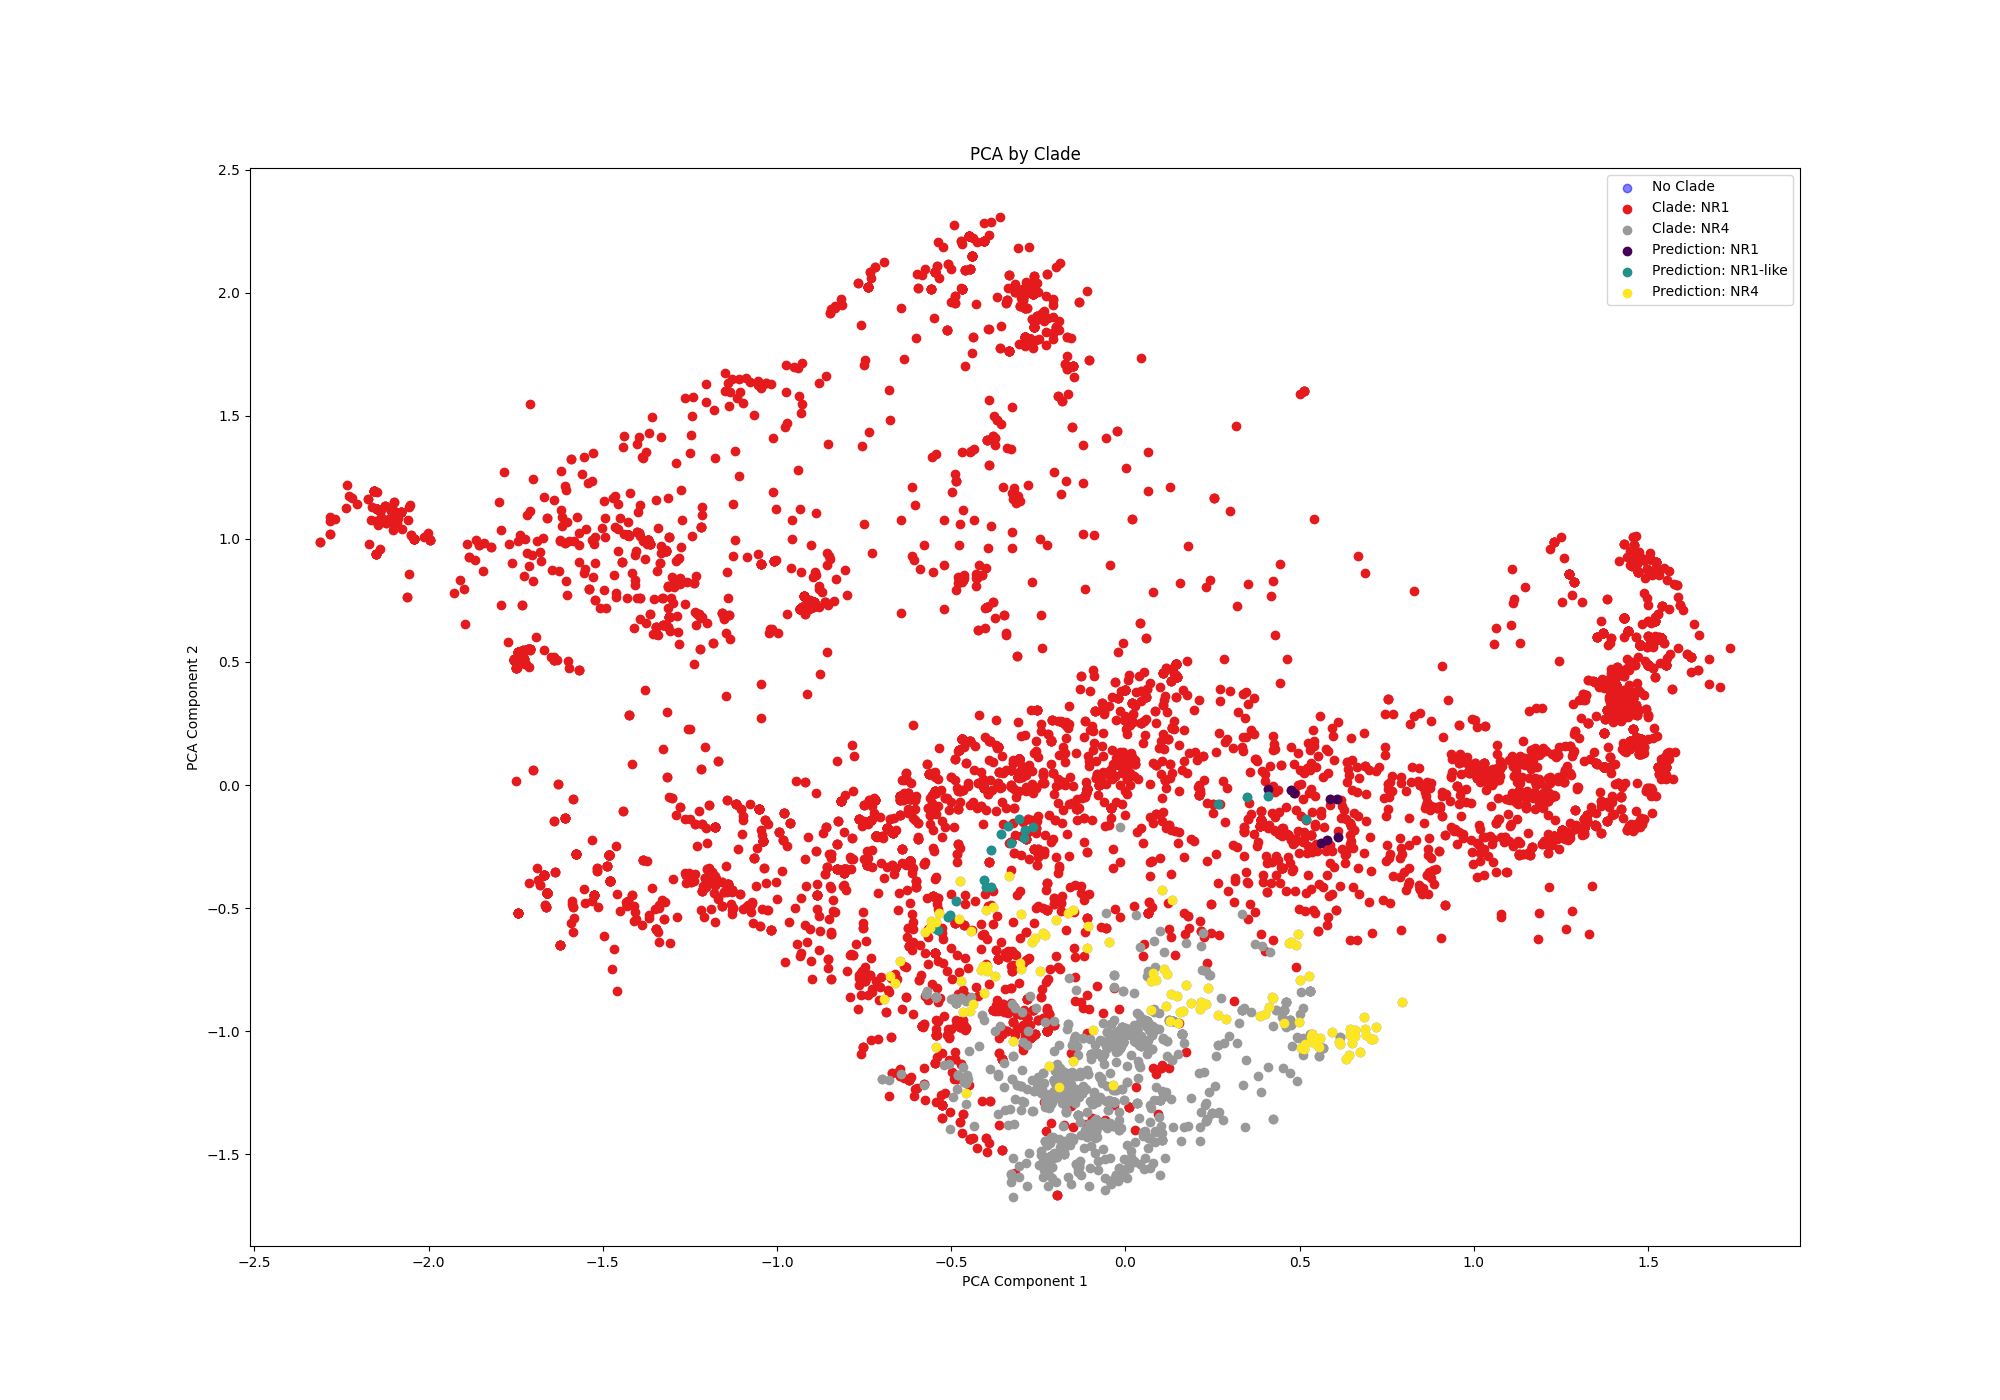 PCA by Clade
2.5
2.0
1.5
1.0
0.5
0.0
−0.5
−1.0
−1.5
PCA Component 2
No Clade
Clade: NR1
Clade: NR4
Prediction: NR1
Prediction: NR1-like
Prediction: NR4
−2.5 −2.0 −1.5 −1.0 −0.5 0.0 0.5 1.0 1.5
PCA Component 1